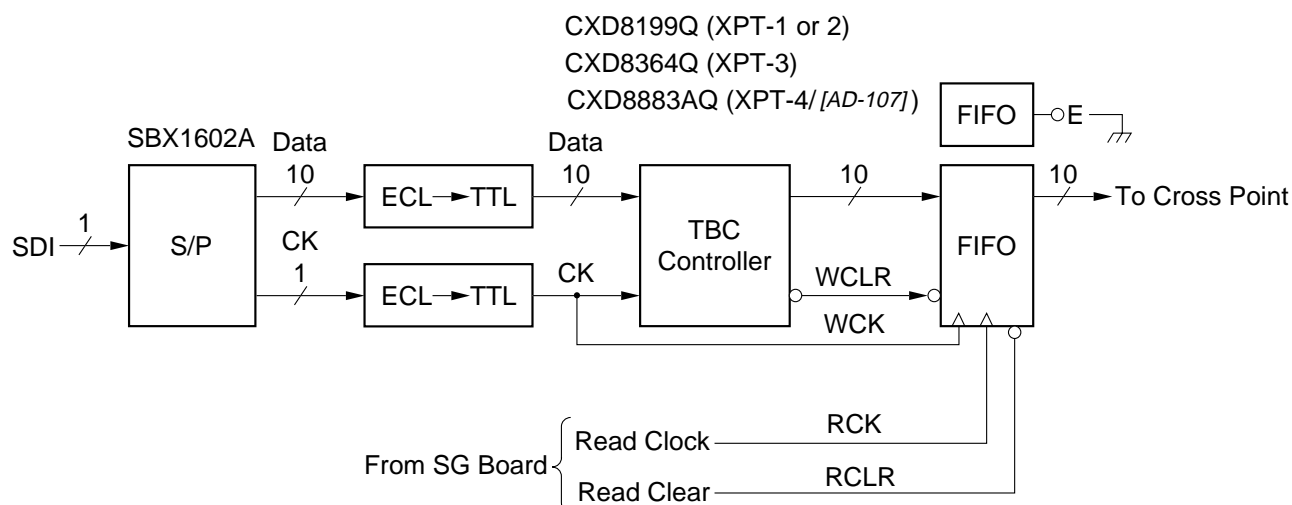 CXD8199Q (XPT-1 or 2)
CXD8364Q (XPT-3)
CXD8883AQ (XPT-4/[AD-107])
FIFO
E
SBX1602A
Data
10
ECL
TTL
Data
10
10
10
To Cross Point
SDI
1
S/P
CK
1
ECL
TTL
CK
TBC
Controller
WCLR
WCK
FIFO
From SG Board
Read Clock
RCK
Read Clear
RCLR